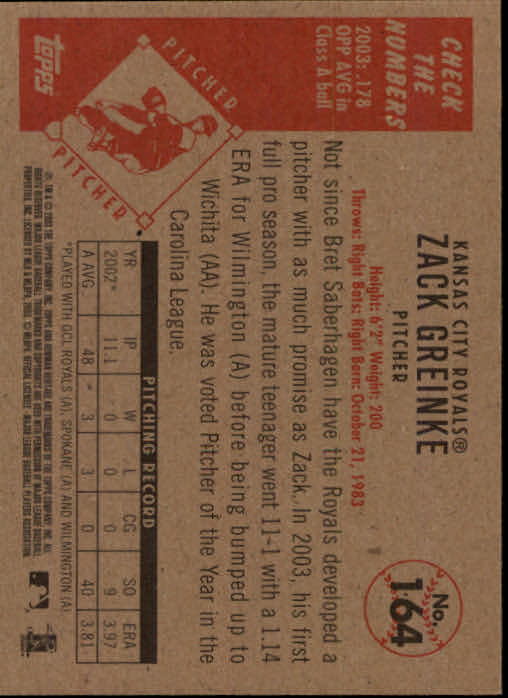 KANSAS CITY ROYALS®
ZACK GREINKE
PITCHER
No.
164
Height: 6'2" Weight: 200
Throws: Right Bats: Right Born: October 21, 1983
CHECK
THE
NUMBERS
2003: .178
OPP AVG in
Class A ball
Not since Bret Saberhagen have the Royals developed a
pitcher with as much promise as Zack. In 2003, his first
full pro season, the mature teenager went 11-1 with a 1.14
ERA for Wilmington (A) before being bumped up to
Wichita (AA). He was voted Pitcher of the Year in the
Carolina League.
PITCHER
PITCHER
topps
PITCHING RECORD
YR IP W L CG SO ERA
2002* 11.1 0 0 0 9 3.97
A AVG 48 3 3 0 40 3.81
*PLAYED WITH GCL ROYALS (A), SPOKANE (A) AND WILMINGTON (A).